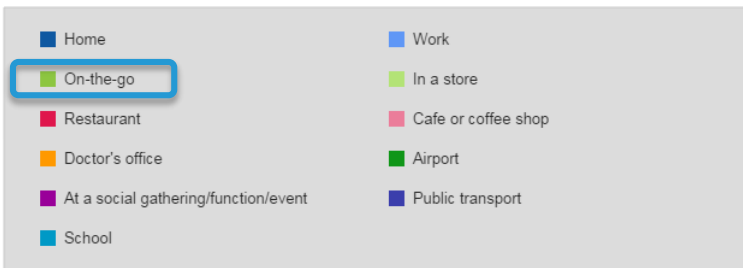 Home
Work
On-the-go
In a store
Restaurant
Cafe or coffee shop
Doctor's office
Airport
At a social gathering/function/event
Public transport
School